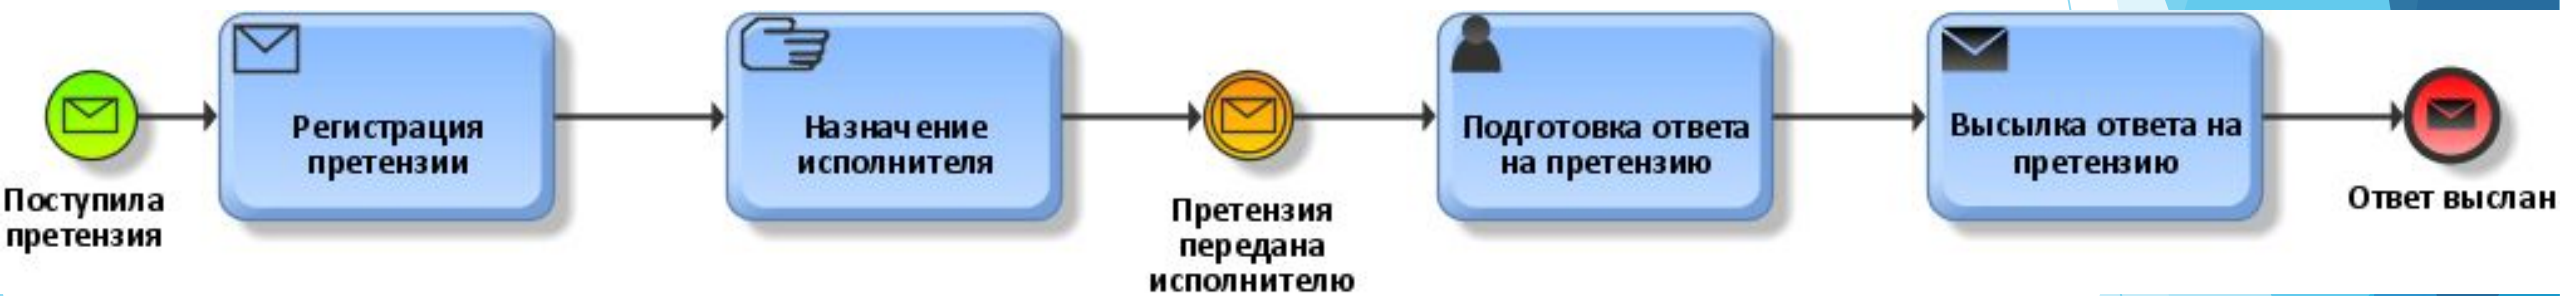 Поступила
претензия
Регистрация
претензии
Назначение
исполнителя
Претензия
передана
исполнителю
Подготовка ответа
на претензию
Высылка ответа на
претензию
Ответ выслан